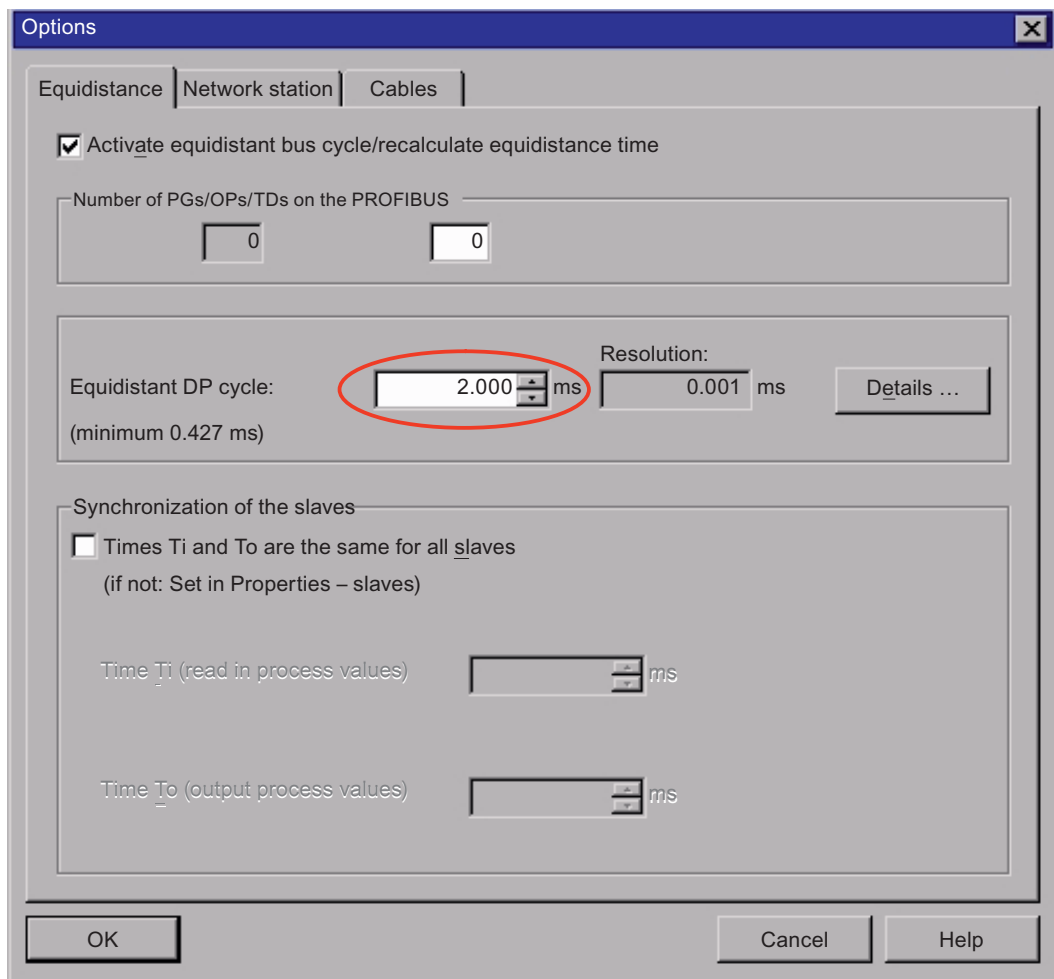 Options
Equidistance Network station Cables
Activate equidistant bus cycle/recalculate equidistance time
Number of PGs/OPs/TDs on the PROFIBUS
0 0
Resolution:
Equidistant DP cycle: 2.000 ms 0.001 ms Details …
(minimum 0.427 ms)
Synchronization of the slaves
Times Ti and To are the same for all slaves
(if not: Set in Properties – slaves)
Time Ti (read in process values) ms
Time To (output process values) ms
OK Cancel Help